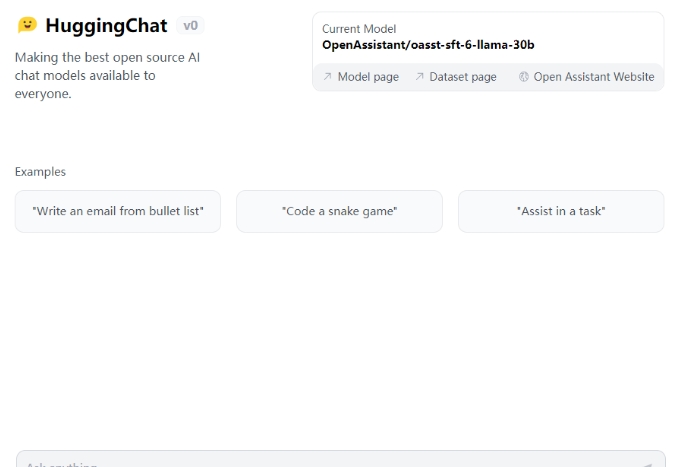 HuggingChat v0
Making the best open source AI
chat models available to
everyone.
Current Model
OpenAssistant/oasst-sft-6-llama-30b
Model page Dataset page Open Assistant Website
Examples
"Write an email from bullet list" "Code a snake game" "Assist in a task"
Ask anything